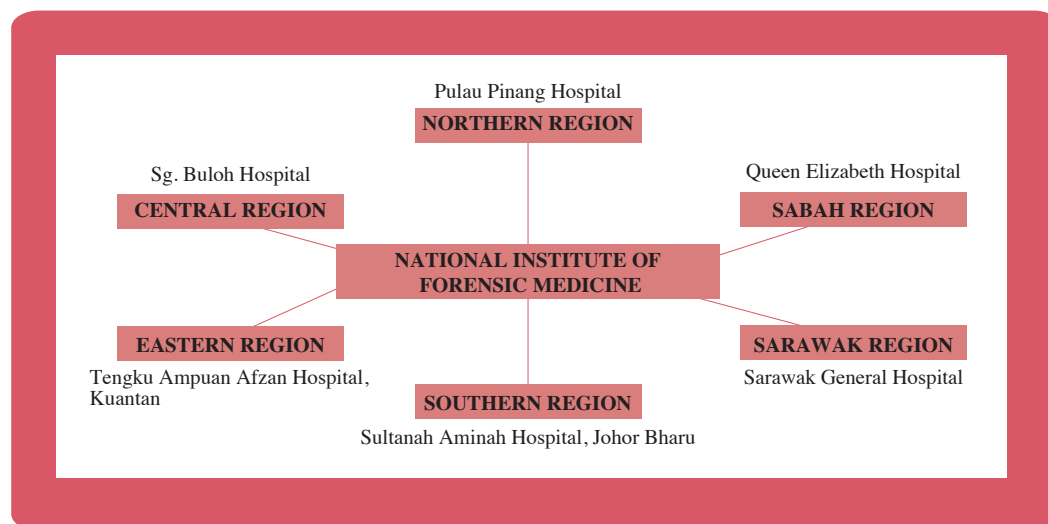 Pulau Pinang Hospital
NORTHERN REGION
Sg. Buloh Hospital
CENTRAL REGION
Queen Elizabeth Hospital
SABAH REGION
NATIONAL INSTITUTE OF
FORENSIC MEDICINE
EASTERN REGION
Tengku Ampuan Afzan Hospital,
Kuantan
SARAWAK REGION
Sarawak General Hospital
SOUTHERN REGION
Sultanah Aminah Hospital, Johor Bharu